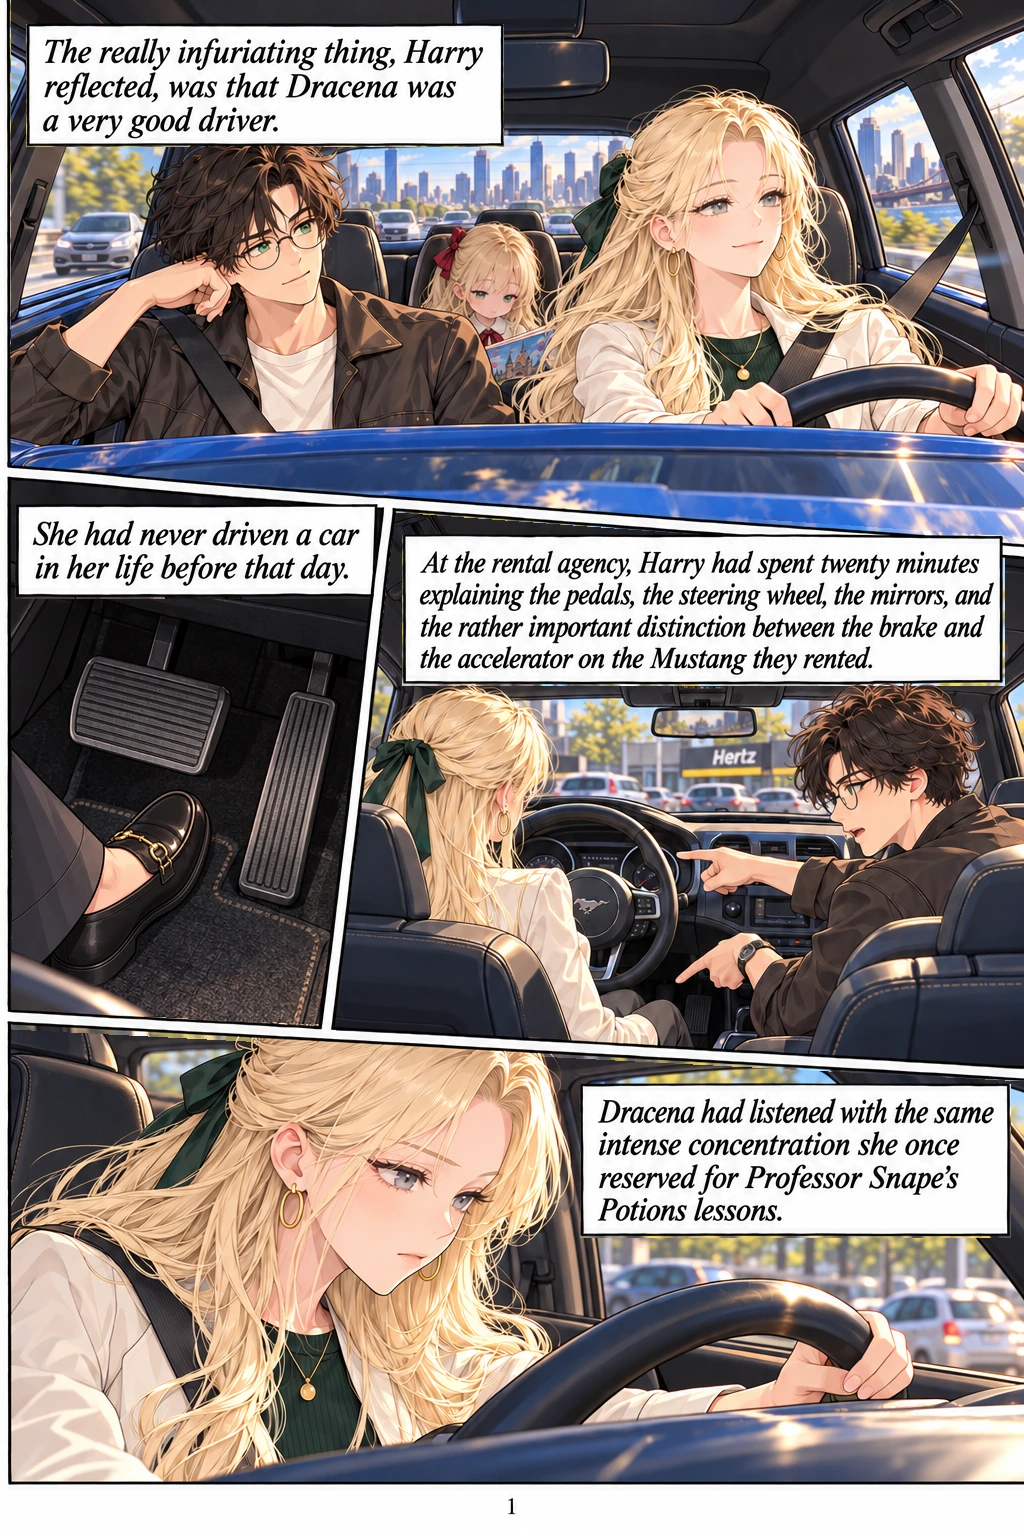 The really infuriating thing, Harry
reflected, was that Dracena was
a very good driver.
She had never driven a car
in her life before that day.
At the rental agency, Harry had spent twenty minutes
explaining the pedals, the steering wheel, the mirrors, and
the rather important distinction between the brake and
the accelerator on the Mustang they rented.
Hertz
Dracena had listened with the same
intense concentration she once
reserved for Professor Snape's
Potions lessons.
1